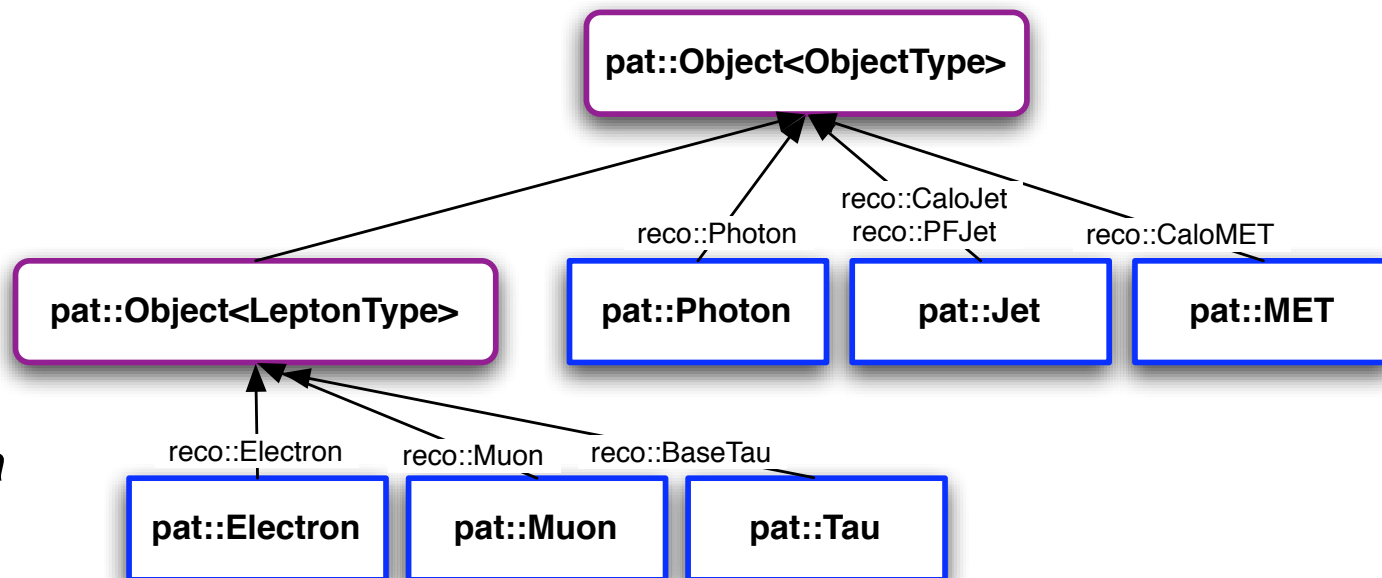 pat::Object<ObjectType>
reco::CaloJet
reco::Photon
reco::PFJet
reco::CaloMET
pat::Object<LeptonType>
pat::Photon
pat::Jet
pat::MET
reco::Electron
reco::Muon
reco::BaseTau
pat::Electron
pat::Muon
pat::Tau